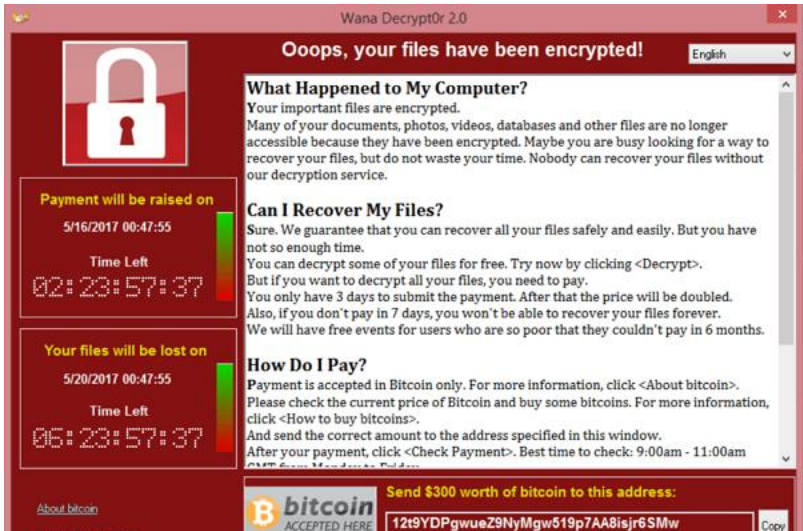 Wana Decrypt0r 2.0
Ooops, your files have been encrypted!
English
Payment will be raised on
5/16/2017 00:47:55
Time Left
02:23:57:37
Your files will be lost on
5/20/2017 00:47:55
Time Left
06:23:57:37
About bitcoin
What Happened to My Computer?
Your important files are encrypted.
Many of your documents, photos, videos, databases and other files are no longer
accessible because they have been encrypted. Maybe you are busy looking for a way to
recover your files, but do not waste your time. Nobody can recover your files without
our decryption service.
Can I Recover My Files?
Sure. We guarantee that you can recover all your files safely and easily. But you have
not so enough time.
You can decrypt some of your files for free. Try now by clicking <Decrypt>.
But if you want to decrypt all your files, you need to pay.
You only have 3 days to submit the payment. After that the price will be doubled.
Also, if you don't pay in 7 days, you won't be able to recover your files forever.
We will have free events for users who are so poor that they couldn't pay in 6 months.
How Do I Pay?
Payment is accepted in Bitcoin only. For more information, click <About bitcoin>.
Please check the current price of Bitcoin and buy some bitcoins. For more information,
click <How to buy bitcoins>.
And send the correct amount to the address specified in this window.
After your payment, click <Check Payment>. Best time to check: 9:00am - 11:00am
GMT from Monday to Friday
bitcoin
ACCEPTED HERE
Send $300 worth of bitcoin to this address:
12t9YDPgwueZ9NyMgw519p7AA8isjr6SMw
Copy